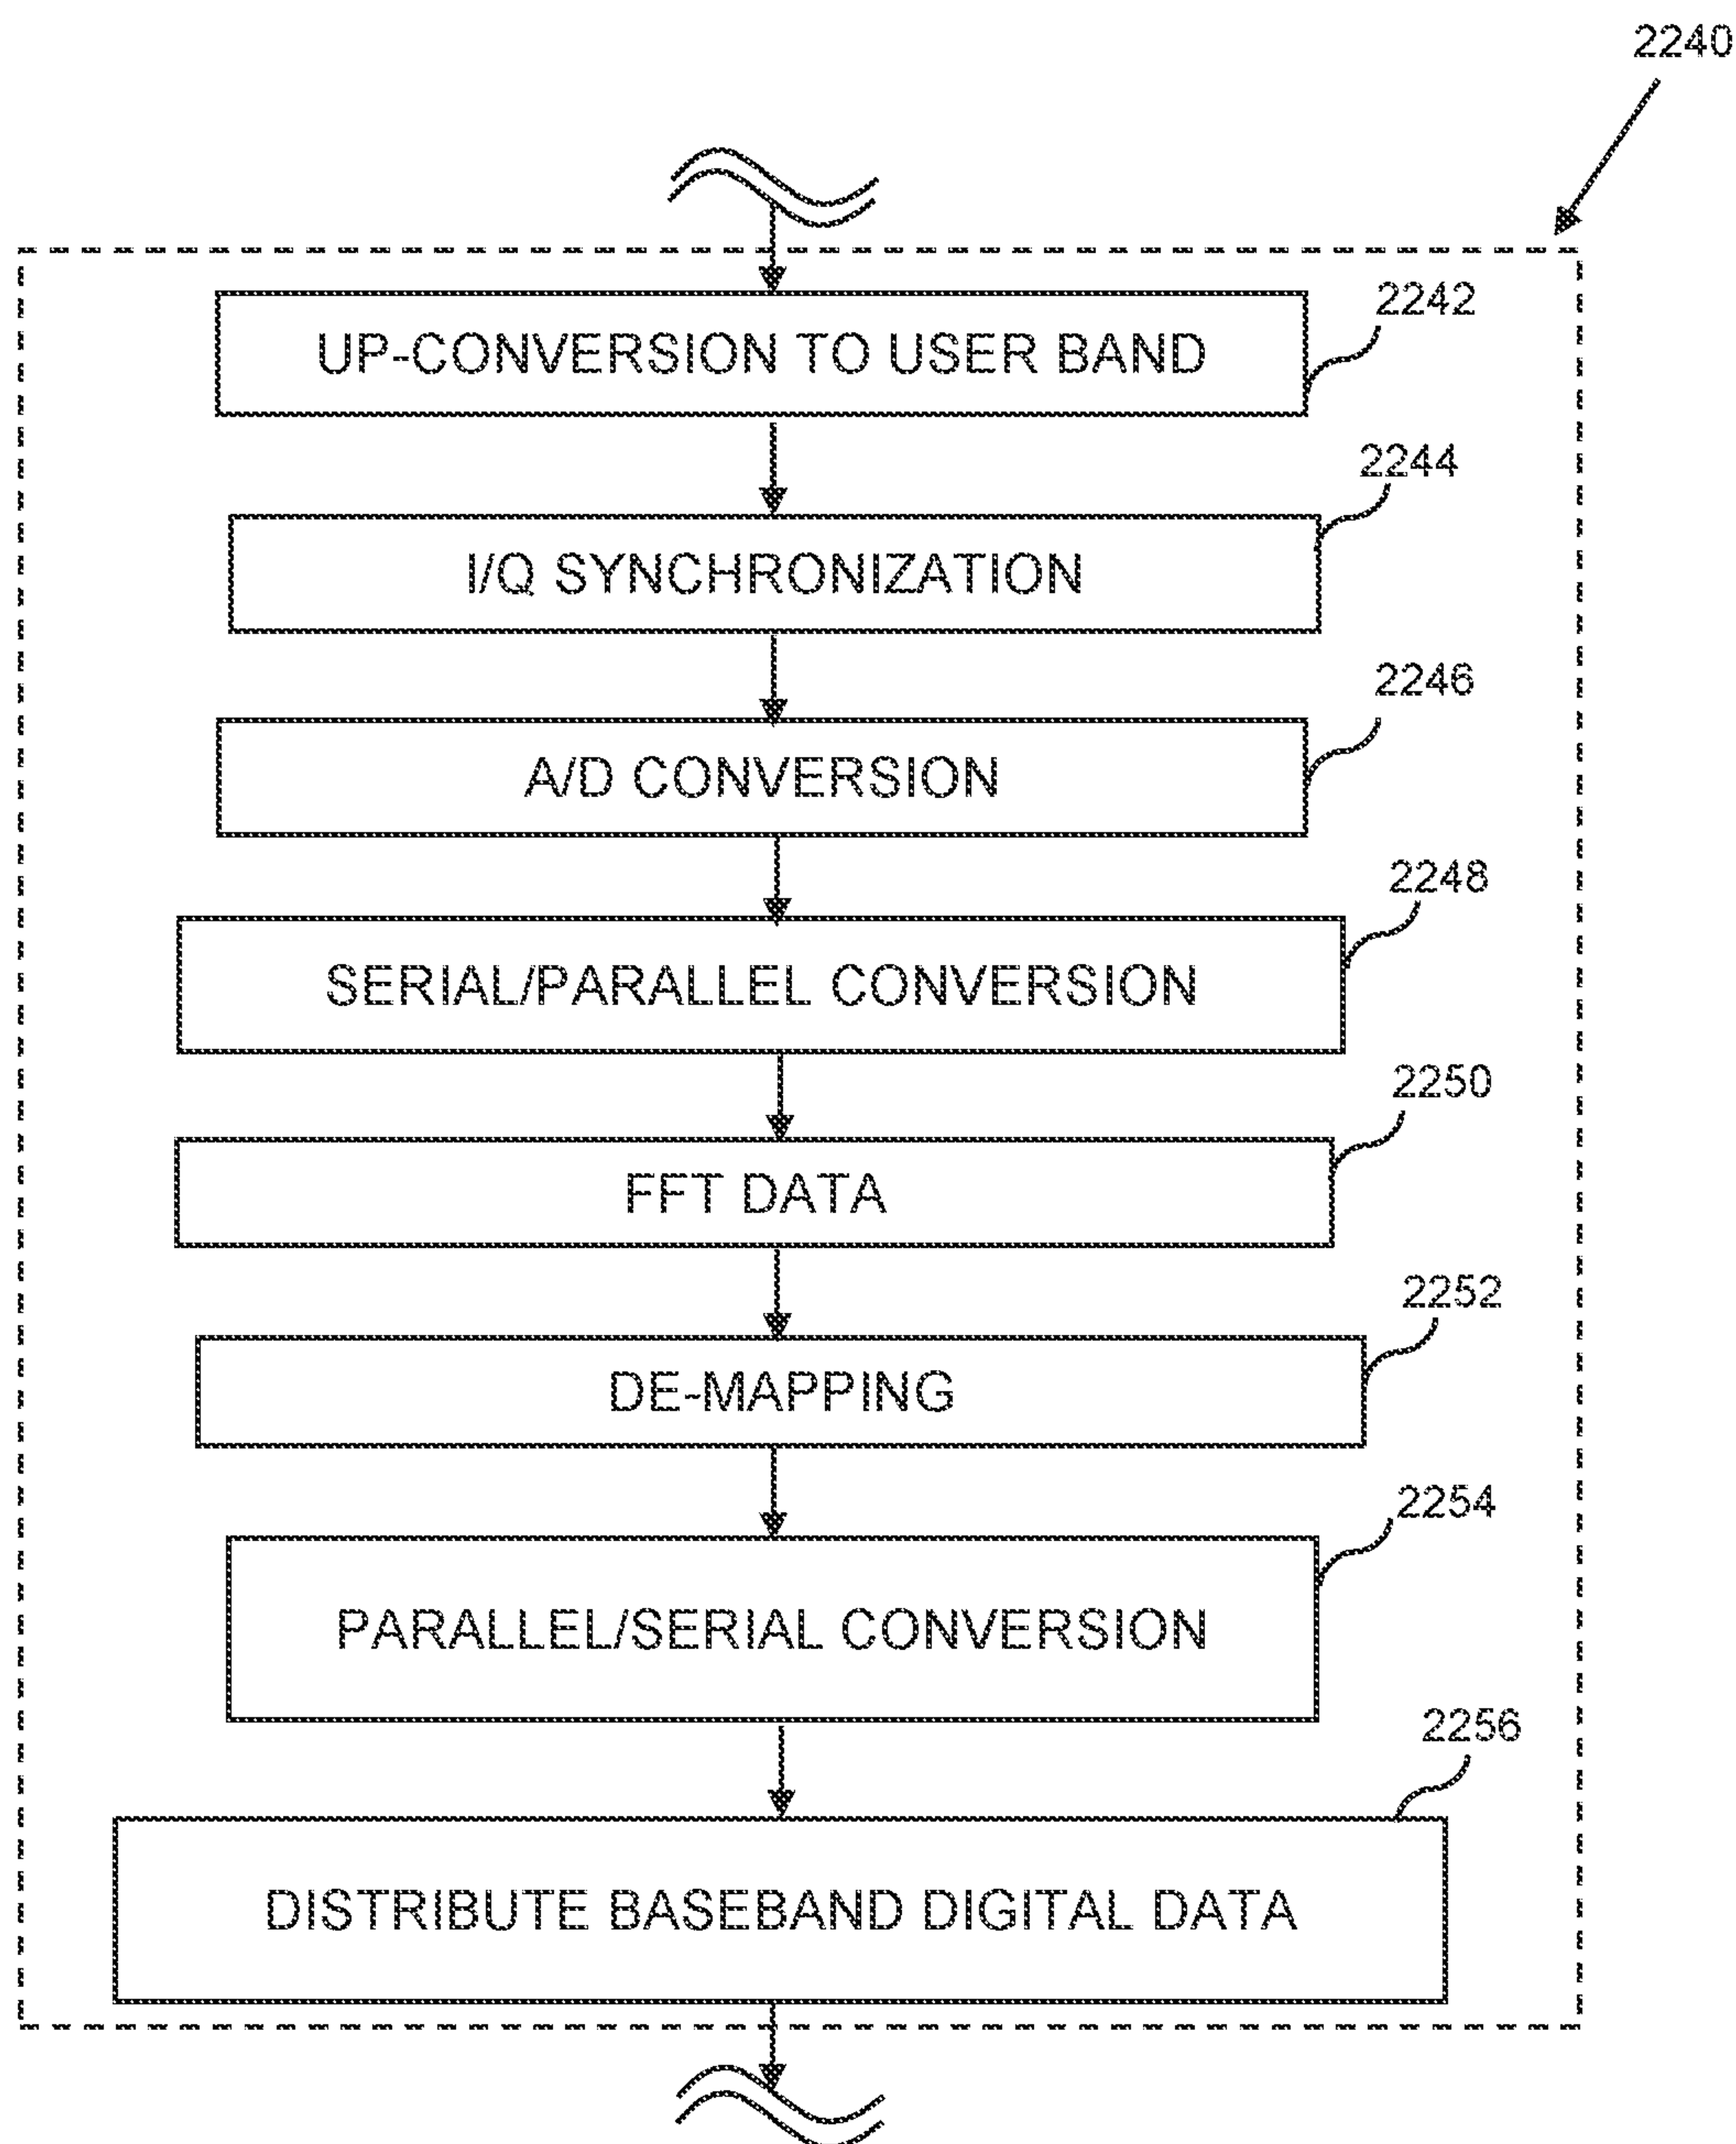 2240
UP-CONVERSION TO USER BAND
2242
2244
I/Q SYNCHRONIZATION
2246
A/D CONVERSION
2248
SERIAL/PARALLEL CONVERSION
2250
FFT DATA
2252
DE-MAPPING
2254
PARALLEL/SERIAL CONVERSION
2256
DISTRIBUTE BASEBAND DIGITAL DATA